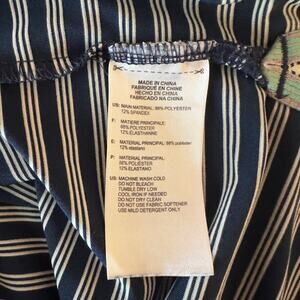 MADE IN CHINA
FABRIQUE EN CHINE
HECHO EN CHINA
FABRICADO NA CHINA
US: MAIN MATERIAL: 88% POLYESTER
12% SPANDEX
F: MATIERE PRINCIPALE:
88% POLYESTER
12% ÉLASTHANNE
E: MATERIAL PRINCIPAL: 88% poliéster
12% elastano
P: MATERIAL PRINCIPAL:
88% POLIÉSTER
12% ELASTANO
US: MACHINE WASH COLD
DO NOT BLEACH
TUMBLE DRY LOW
COOL IRON IF NEEDED
DO NOT DRY CLEAN
DO NOT USE FABRIC SOFTENER
USE MILD DETERGENT ONLY